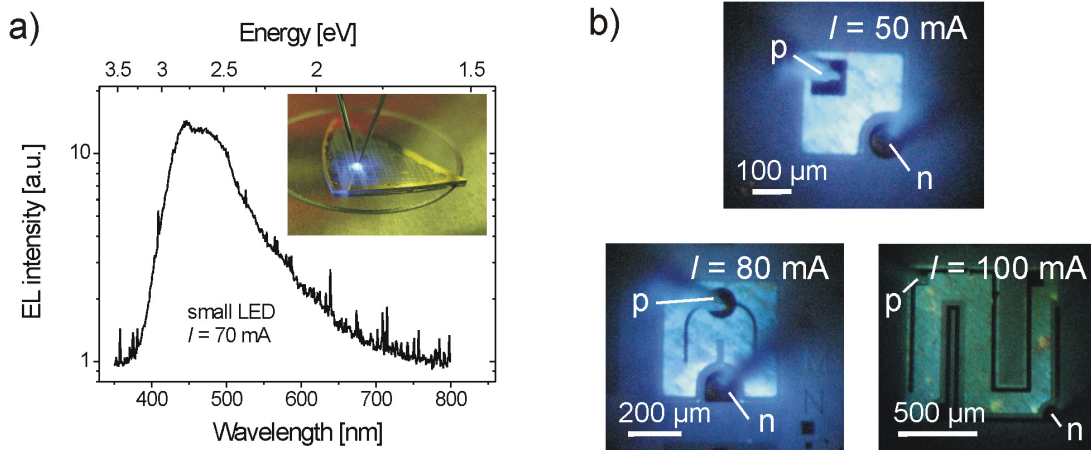 a)
Energy [eV]
3.5 3 2.5 2 1.5
EL intensity [a.u.]
10
1
small LED
I = 70 mA
400 500 600 700 800
Wavelength [nm]
b)
I = 50 mA
p
n
100 µm
I = 80 mA
p
n
200 µm
I = 100 mA
p
n
500 µm